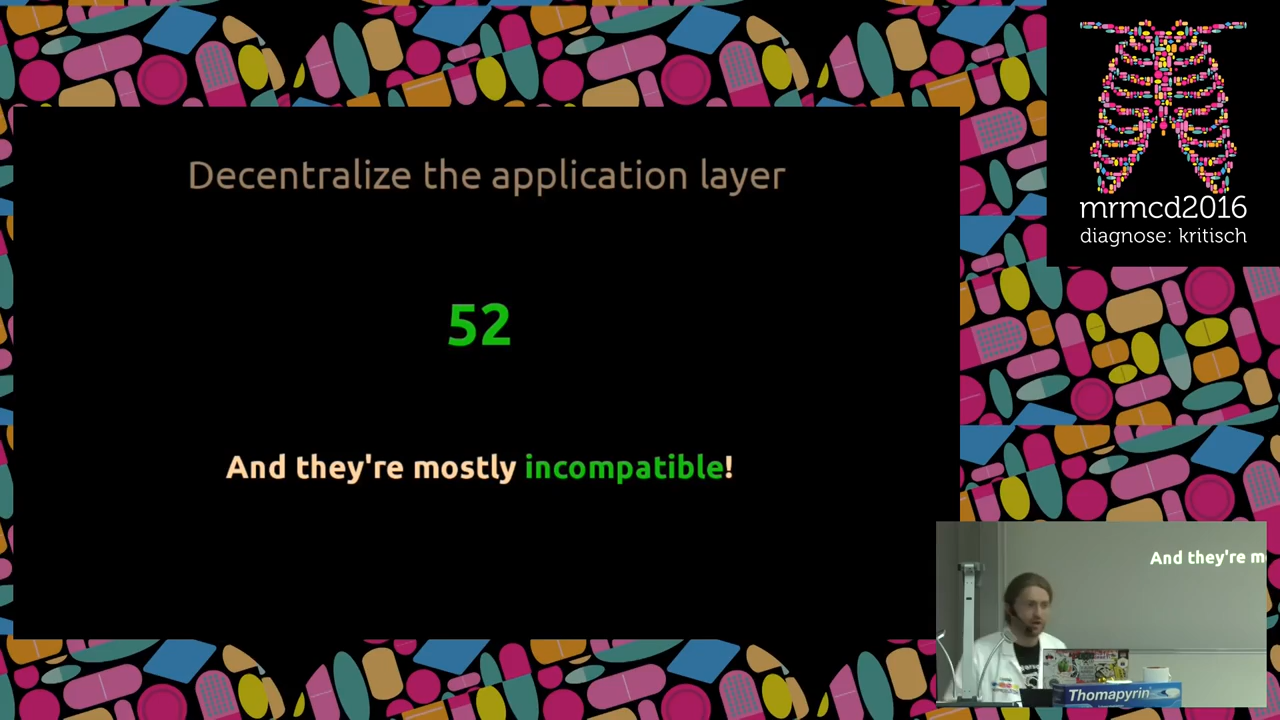 Decentralize the application layer
52
And they're mostly incompatible!
mrmcd2016
diagnose: kritisch
And they're m
Thomapyrin